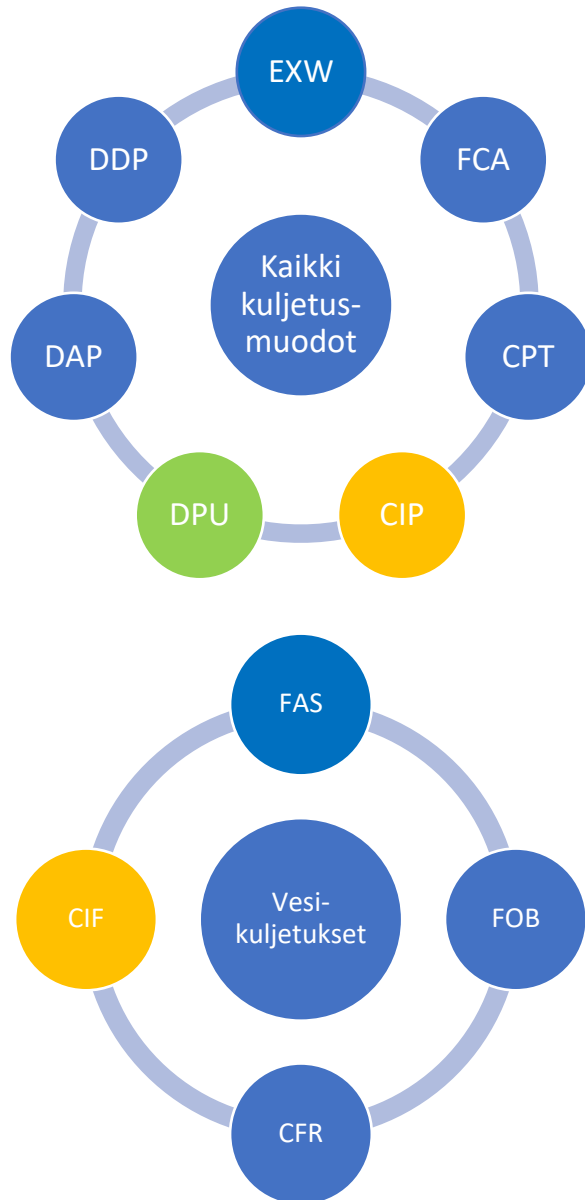 EXW
DDP
FCA
Kaikki
kuljetus-
muodot
DAP
CPT
DPU
CIP
FAS
CIF
Vesi-
kuljetukset
FOB
CFR